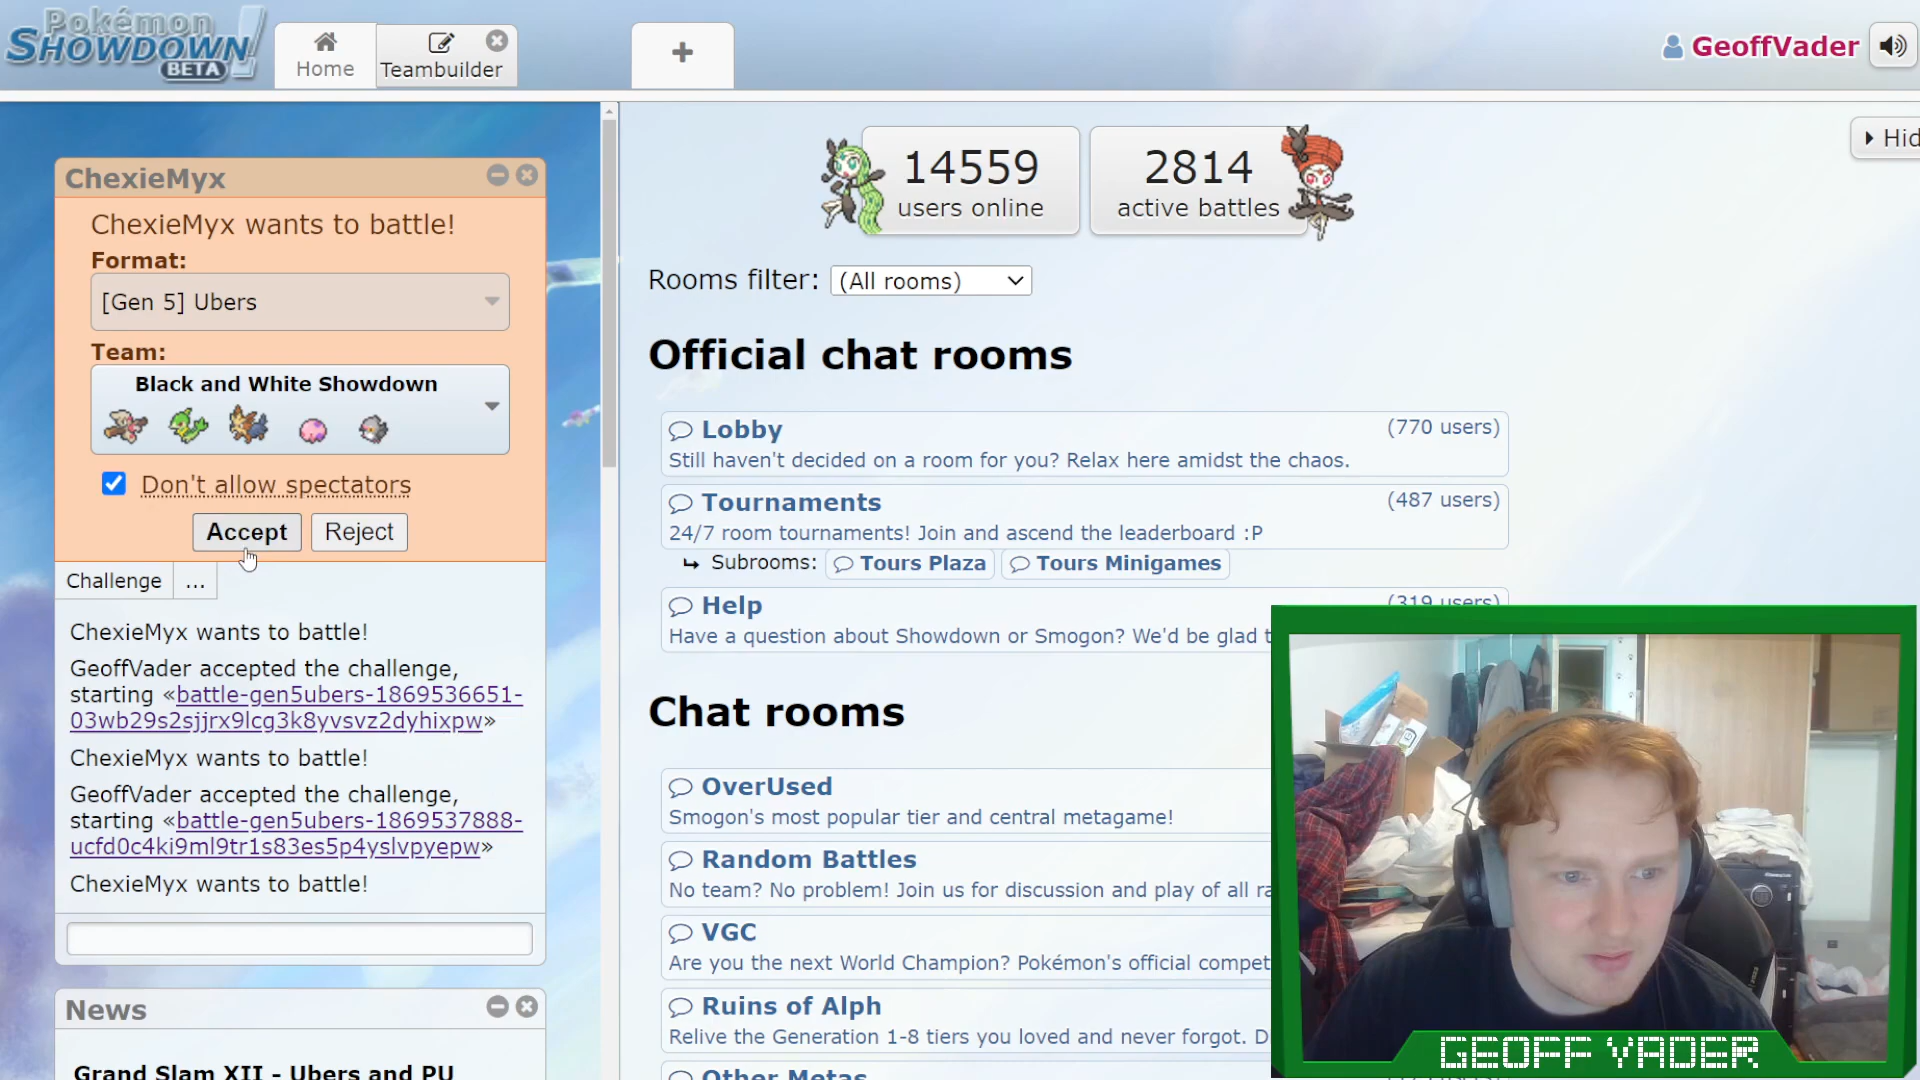 Pokémon
SHOWDOWN!
BETA
Home
Teambuilder
+
GeoffVader
ChexieMyx
ChexieMyx wants to battle!
Format:
[Gen 5] Ubers
Team:
Black and White Showdown
Don't allow spectators
Accept
Reject
Challenge
...
ChexieMyx wants to battle!
GeoffVader accepted the challenge,
starting «battle-gen5ubers-1869536651-
03wb29s2sjjrx9lcg3k8yvsvz2dyhixpw»
ChexieMyx wants to battle!
GeoffVader accepted the challenge,
starting «battle-gen5ubers-1869537888-
ucfd0c4ki9ml9tr1s83es5p4yslvpyepw»
ChexieMyx wants to battle!
News
Grand Slam XII - Ubers and PU
14559
users online
2814
active battles
Hid
Rooms filter: (All rooms)
Official chat rooms
Lobby (770 users)
Still haven't decided on a room for you? Relax here amidst the chaos.
Tournaments (487 users)
24/7 room tournaments! Join and ascend the leaderboard :P
Subrooms: Tours Plaza Tours Minigames
Help (319 users)
Have a question about Showdown or Smogon? We'd be glad t
Chat rooms
OverUsed
Smogon's most popular tier and central metagame!
Random Battles
No team? No problem! Join us for discussion and play of all ra
VGC
Are you the next World Champion? Pokémon's official compet
Ruins of Alph
Relive the Generation 1-8 tiers you loved and never forgot. D
Other Metas
GEOFF VADER